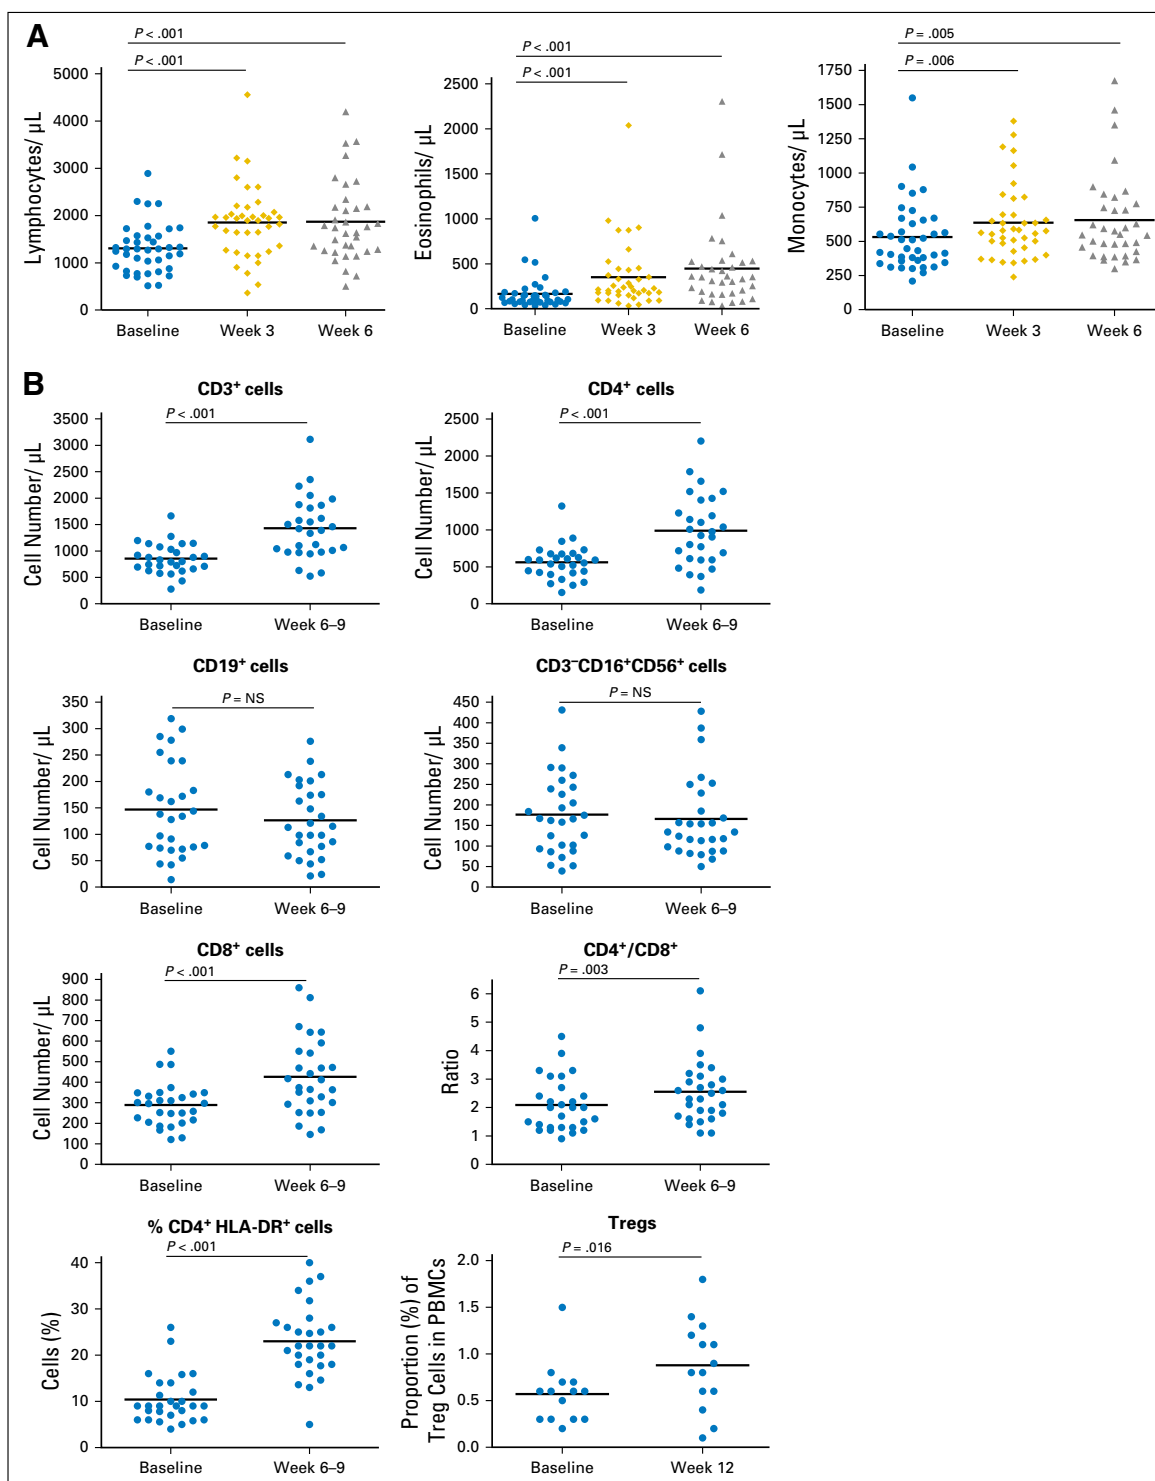 A
P < .001
P < .001
Lymphocytes/ µL
5000
4000
3000
2000
1000
0
Baseline
Week 3
Week 6
P < .001
P < .001
Eosinophils/ µL
2500
2000
1500
1000
500
0
Baseline
Week 3
Week 6
P = .005
P = .006
Monocytes/ µL
1750
1500
1250
1000
750
500
250
0
Baseline
Week 3
Week 6
B
CD3+ cells
P < .001
Cell Number/ µL
3500
3000
2500
2000
1500
1000
500
0
Baseline
Week 6–9
CD4+ cells
P < .001
Cell Number/ µL
2500
2000
1500
1000
500
0
Baseline
Week 6–9
CD19+ cells
P = NS
Cell Number/ µL
350
300
250
200
150
100
50
0
Baseline
Week 6–9
CD3–CD16+CD56+ cells
P = NS
Cell Number/ µL
450
400
350
300
250
200
150
100
50
0
Baseline
Week 6–9
CD8+ cells
P < .001
Cell Number/ µL
900
800
700
600
500
400
300
200
100
0
Baseline
Week 6–9
CD4+/CD8+
P = .003
Ratio
6
5
4
3
2
1
0
Baseline
Week 6–9
% CD4+ HLA-DR+ cells
P < .001
Cells (%)
40
30
20
10
0
Baseline
Week 6–9
Tregs
P = .016
Proportion (%) of
Treg Cells in PBMCs
2.0
1.5
1.0
0.5
0.0
Baseline
Week 12